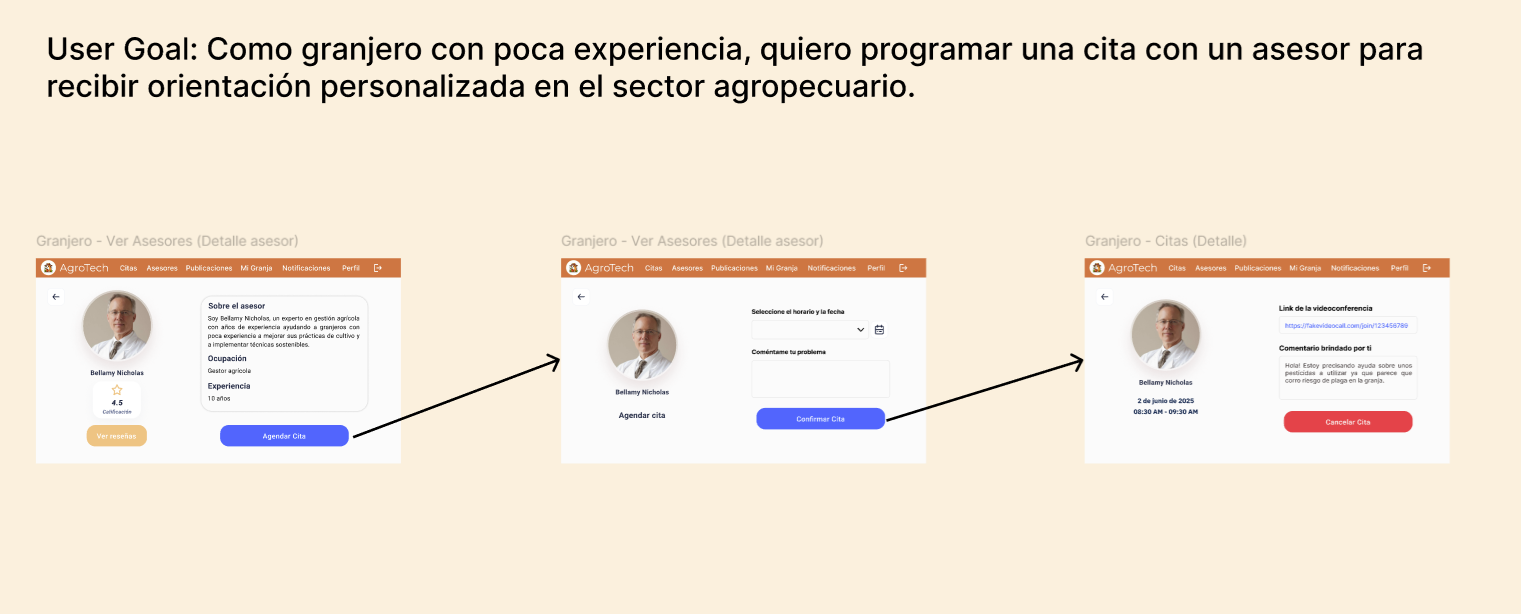 User Goal: Como granjero con poca experiencia, quiero programar una cita con un asesor para
recibir orientación personalizada en el sector agropecuario.
Granjero - Ver Asesores (Detalle asesor)
AgroTech Citas Asesores Publicaciones Mi Granja Notificaciones Perfil
Bellamy Nicholas
4.5
Calificación
Ver reseñas
Sobre el asesor
Soy Bellamy Nicholas, un experto en gestión agrícola
con años de experiencia ayudando a granjeros con
poca experiencia a mejorar sus prácticas de cultivo y
a implementar técnicas sostenibles.
Ocupación
Gestor agrícola
Experiencia
10 años
Agendar Cita
Granjero - Ver Asesores (Detalle asesor)
AgroTech Citas Asesores Publicaciones Mi Granja Notificaciones Perfil
Bellamy Nicholas
Agendar cita
Seleccione el horario y la fecha
Coméntame tu problema
Confirmar Cita
Granjero - Citas (Detalle)
AgroTech Citas Asesores Publicaciones Mi Granja Notificaciones Perfil
Bellamy Nicholas
2 de junio de 2025
08:30 AM - 09:30 AM
Link de la videoconferencia
https://fakevideocall.com/join/123456789
Comentario brindado por ti
Hola! Estoy precisando ayuda sobre unos
pesticidas a utilizar ya que parece que
corro riesgo de plaga en la granja.
Cancelar Cita